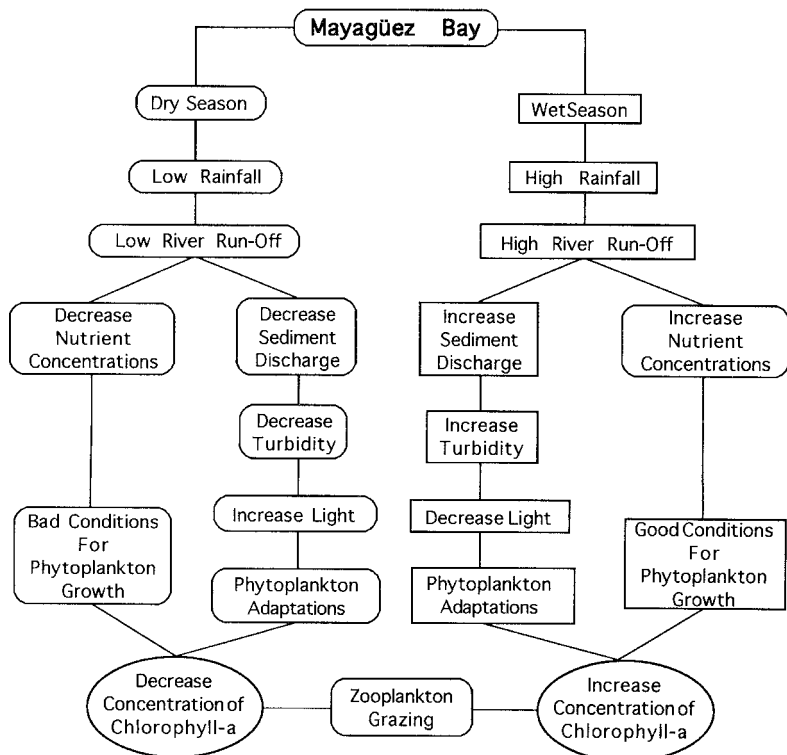 Mayagüez Bay
Dry Season
WetSeason
Low Rainfall
High Rainfall
Low River Run-Off
High River Run-Off
Decrease
Nutrient
Concentrations
Decrease
Sediment
Discharge
Increase
Sediment
Discharge
Increase
Nutrient
Concentrations
Decrease
Turbidity
Increase
Turbidity
Bad Conditions
For
Phytoplankton
Growth
Increase Light
Decrease Light
Good Conditions
For
Phytoplankton
Growth
Phytoplankton
Adaptations
Phytoplankton
Adaptations
Decrease
Concentration of
Chlorophyll-a
Zooplankton
Grazing
Increase
Concentration of
Chlorophyll-a